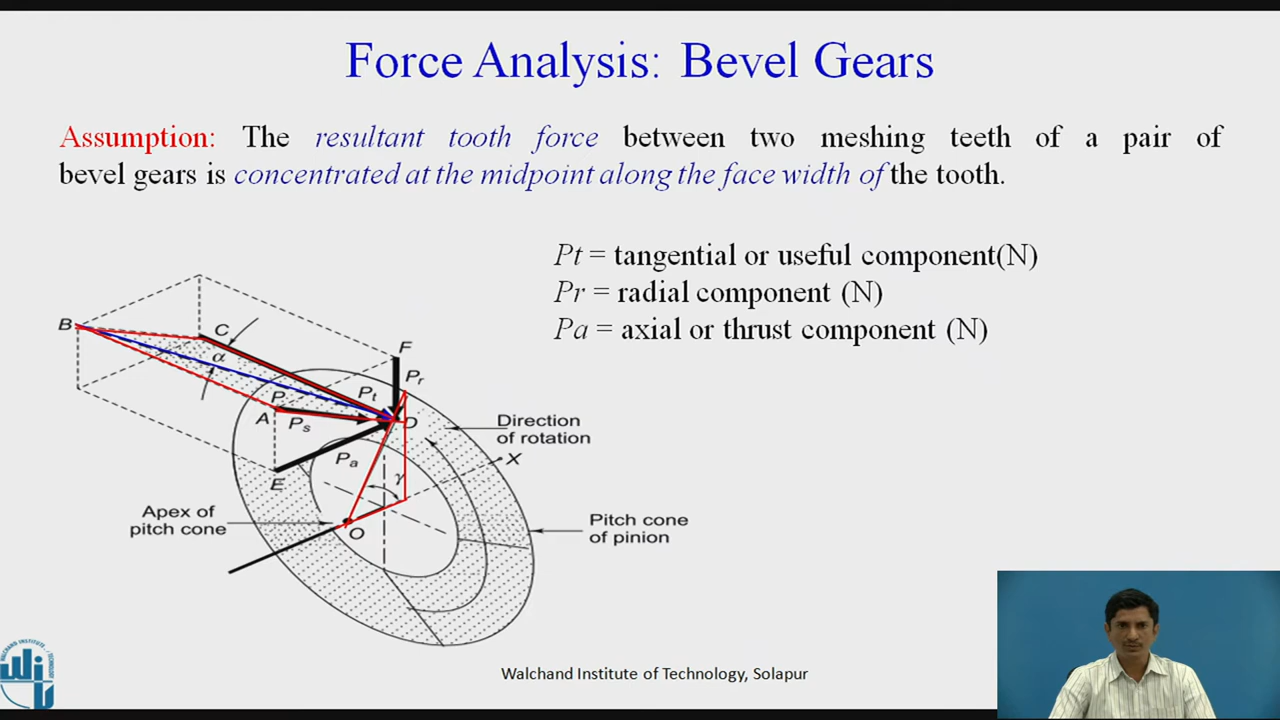 Force Analysis: Bevel Gears
Assumption: The resultant tooth force between two meshing teeth of a pair of
bevel gears is concentrated at the midpoint along the face width of the tooth.
Pt = tangential or useful component(N)
Pr = radial component (N)
Pa = axial or thrust component (N)
B
C
α
F
Pr
Pt
P
A
Ps
D
Direction
of rotation
X
Pa
E
γ
Apex of
pitch cone
O
Pitch cone
of pinion
WALCHAND INSTITUTE
Walchand Institute of Technology, Solapur